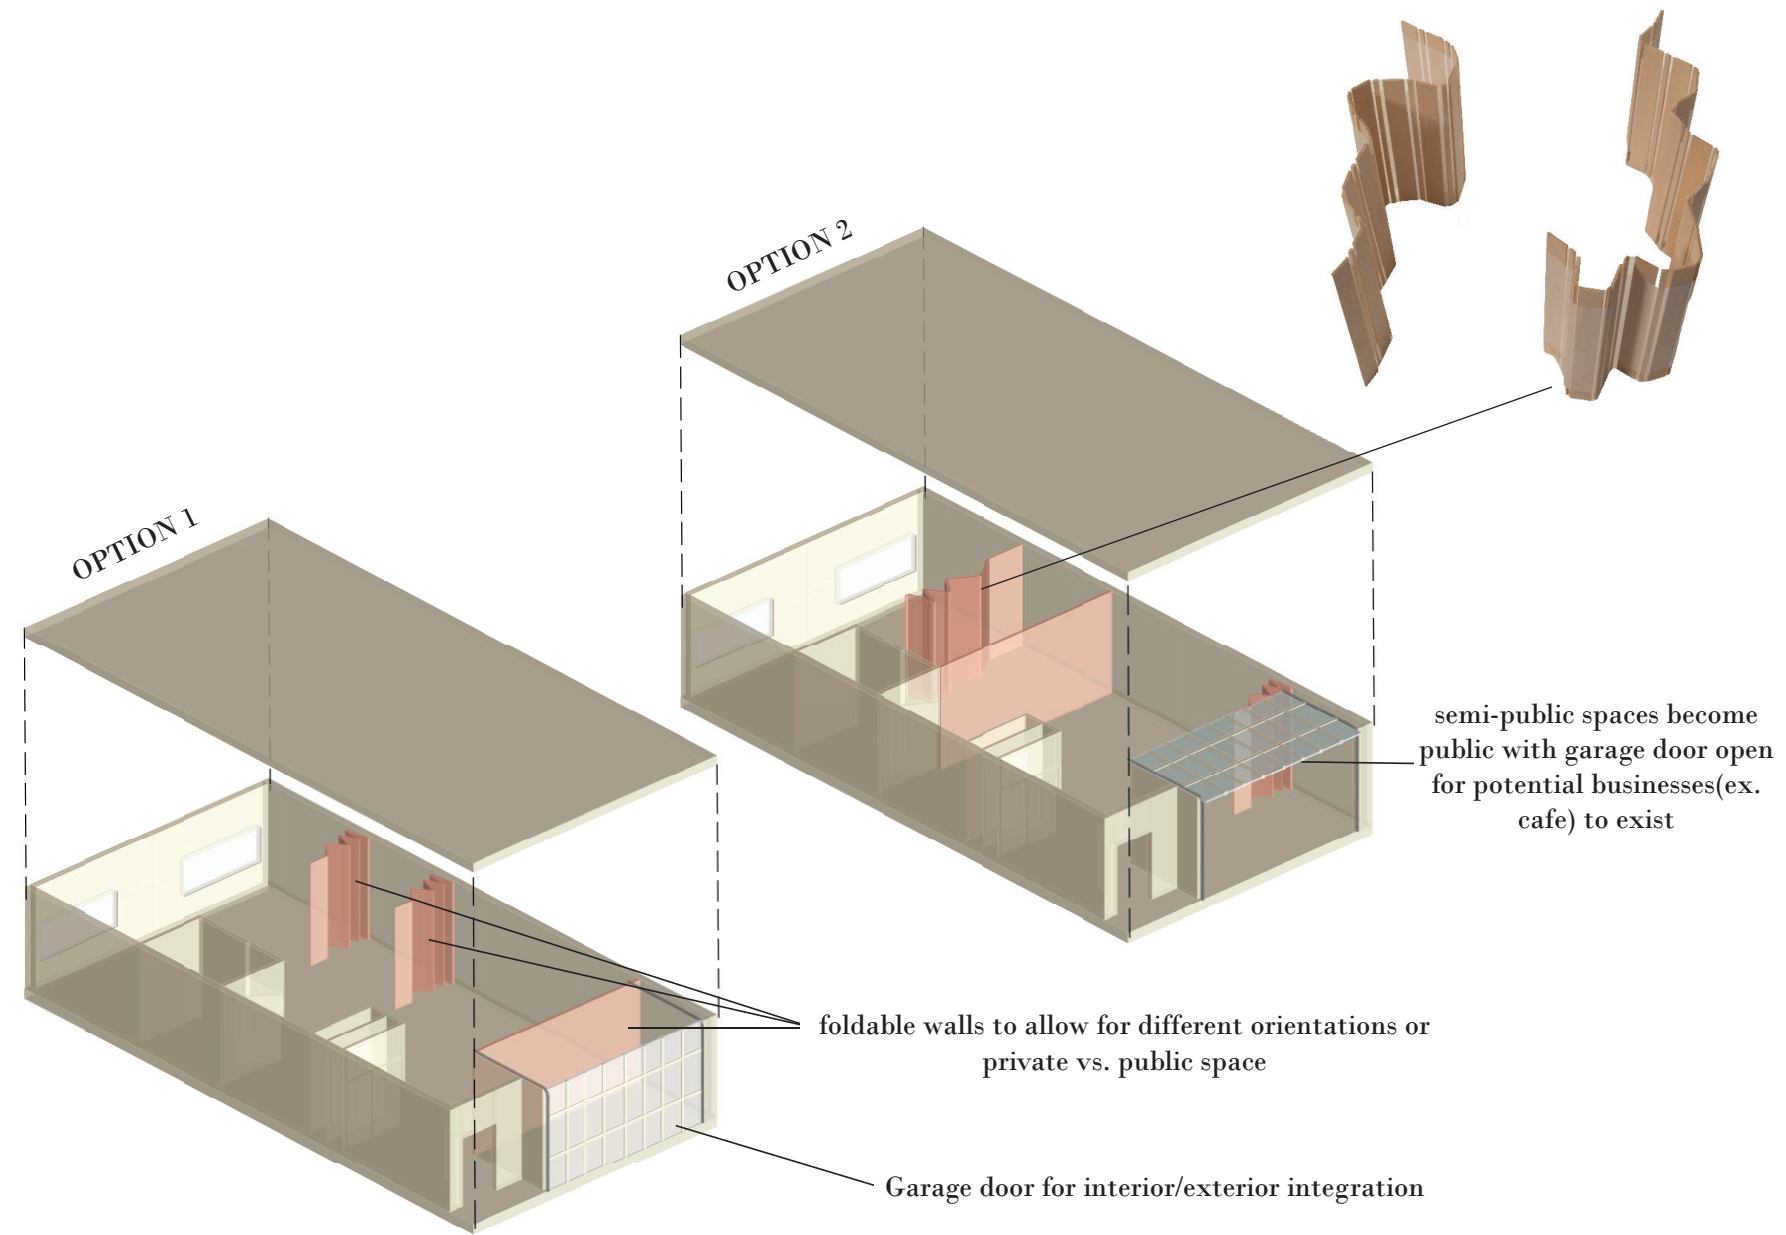 OPTION 2
OPTION 1
semi-public spaces become
public with garage door open
for potential businesses(ex.
cafe) to exist
foldable walls to allow for different orientations or
private vs. public space
Garage door for interior/exterior integration